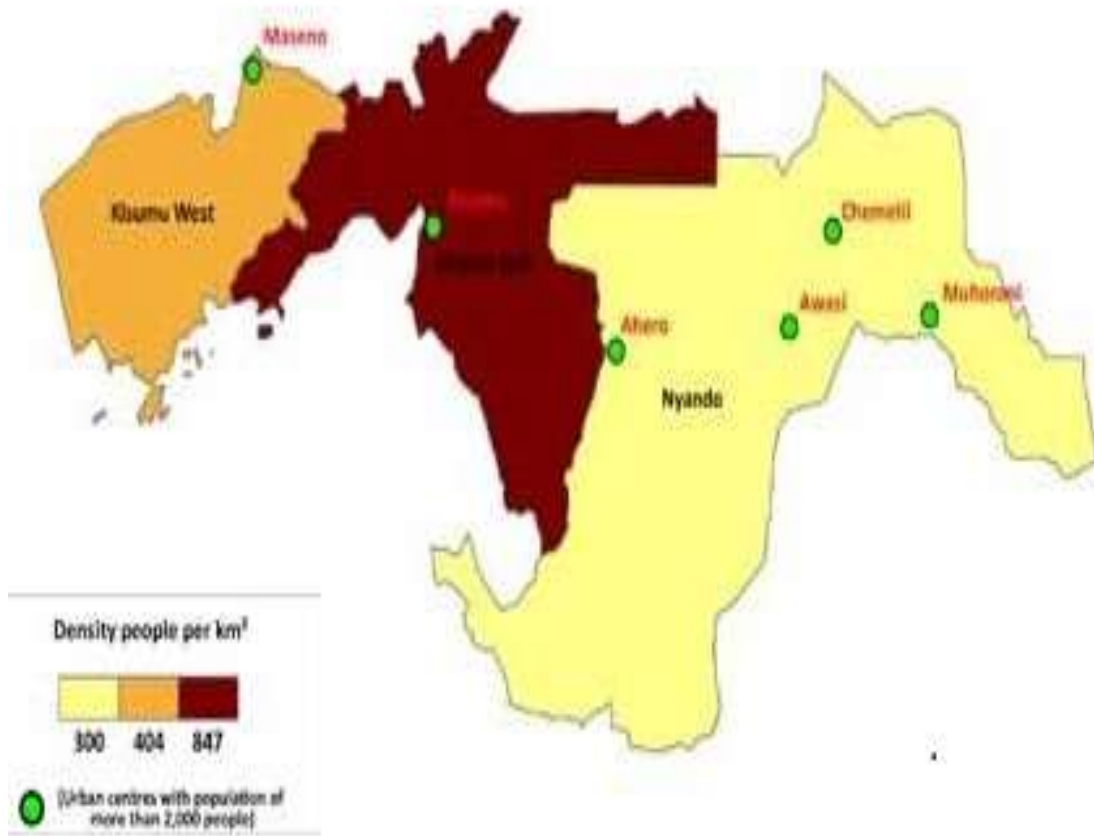 Maseno
Kisumu West
Chemelil
Muhoroni
Awasi
Ahero
Nyando
Density people per km²
300 404 847
[Urban centres with population of
more than 2,000 people]